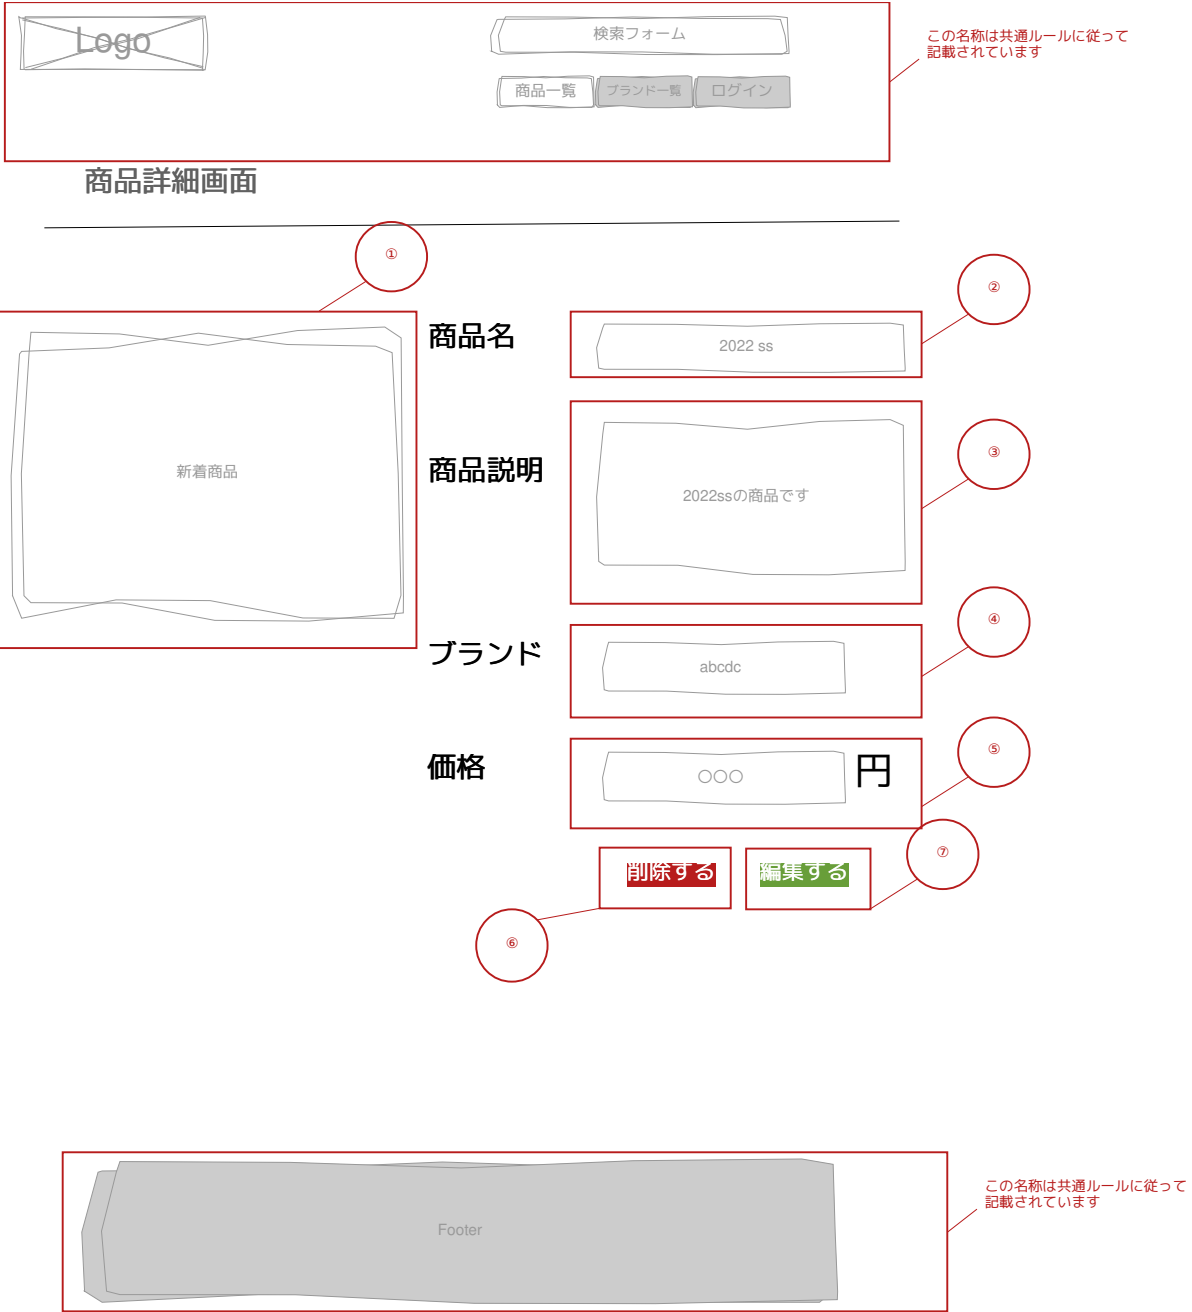 Logo
検索フォーム
この名称は共通ルールに従って
記載されています
商品一覧
ブランド一覧
ログイン
商品詳細画面
①
②
商品名
2022 ss
③
新着商品
商品説明
2022ssの商品です
④
ブランド
abcdc
⑤
価格
○○○
円
⑦
削除する
編集する
⑥
この名称は共通ルールに従って
記載されています
Footer